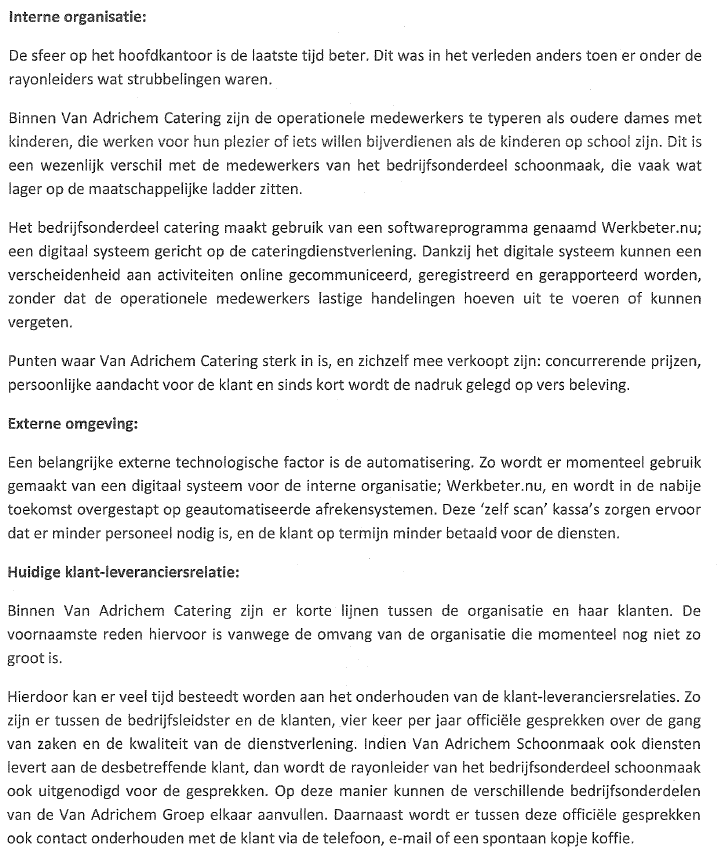 Interne organisatie:
De sfeer op het hoofdkantoor is de laatste tijd beter. Dit was in het verleden anders toen er onder de
rayonleiders wat strubbelingen waren.
Binnen Van Adrichem Catering zijn de operationele medewerkers te typeren als oudere dames met
kinderen, die werken voor hun plezier of iets willen bijverdienen als de kinderen op school zijn. Dit is
een wezenlijk verschil met de medewerkers van het bedrijfsonderdeel schoonmaak, die vaak wat
lager op de maatschappelijke ladder zitten.
Het bedrijfsonderdeel catering maakt gebruik van een softwareprogramma genaamd Werkbeter.nu;
een digitaal systeem gericht op de cateringdienstverlening. Dankzij het digitale systeem kunnen een
verscheidenheid aan activiteiten online gecommuniceerd, geregistreerd en gerapporteerd worden,
zonder dat de operationele medewerkers lastige handelingen hoeven uit te voeren of kunnen
vergeten.
Punten waar Van Adrichem Catering sterk in is, en zichzelf mee verkoopt zijn: concurrerende prijzen,
persoonlijke aandacht voor de klant en sinds kort wordt de nadruk gelegd op vers beleving.
Externe omgeving:
Een belangrijke externe technologische factor is de automatisering. Zo wordt er momenteel gebruik
gemaakt van een digitaal systeem voor de interne organisatie; Werkbeter.nu, en wordt in de nabije
toekomst overgestapt op geautomatiseerde afrekensystemen. Deze ‘zelf scan’ kassa’s zorgen ervoor
dat er minder personeel nodig is, en de klant op termijn minder betaald voor de diensten.
Huidige klant-leveranciersrelatie:
Binnen Van Adrichem Catering zijn er korte lijnen tussen de organisatie en haar klanten. De
voornaamste reden hiervoor is vanwege de omvang van de organisatie die momenteel nog niet zo
groot is.
Hierdoor kan er veel tijd besteedt worden aan het onderhouden van de klant-leveranciersrelaties. Zo
zijn er tussen de bedrijfsleidster en de klanten, vier keer per jaar officiële gesprekken over de gang
van zaken en de kwaliteit van de dienstverlening. Indien Van Adrichem Schoonmaak ook diensten
levert aan de desbetreffende klant, dan wordt de rayonleider van het bedrijfsonderdeel schoonmaak
ook uitgenodigd voor de gesprekken. Op deze manier kunnen de verschillende bedrijfsonderdelen
van de Van Adrichem Groep elkaar aanvullen. Daarnaast wordt er tussen deze officiële gesprekken
ook contact onderhouden met de klant via de telefoon, e-mail of een spontaan kopje koffie.